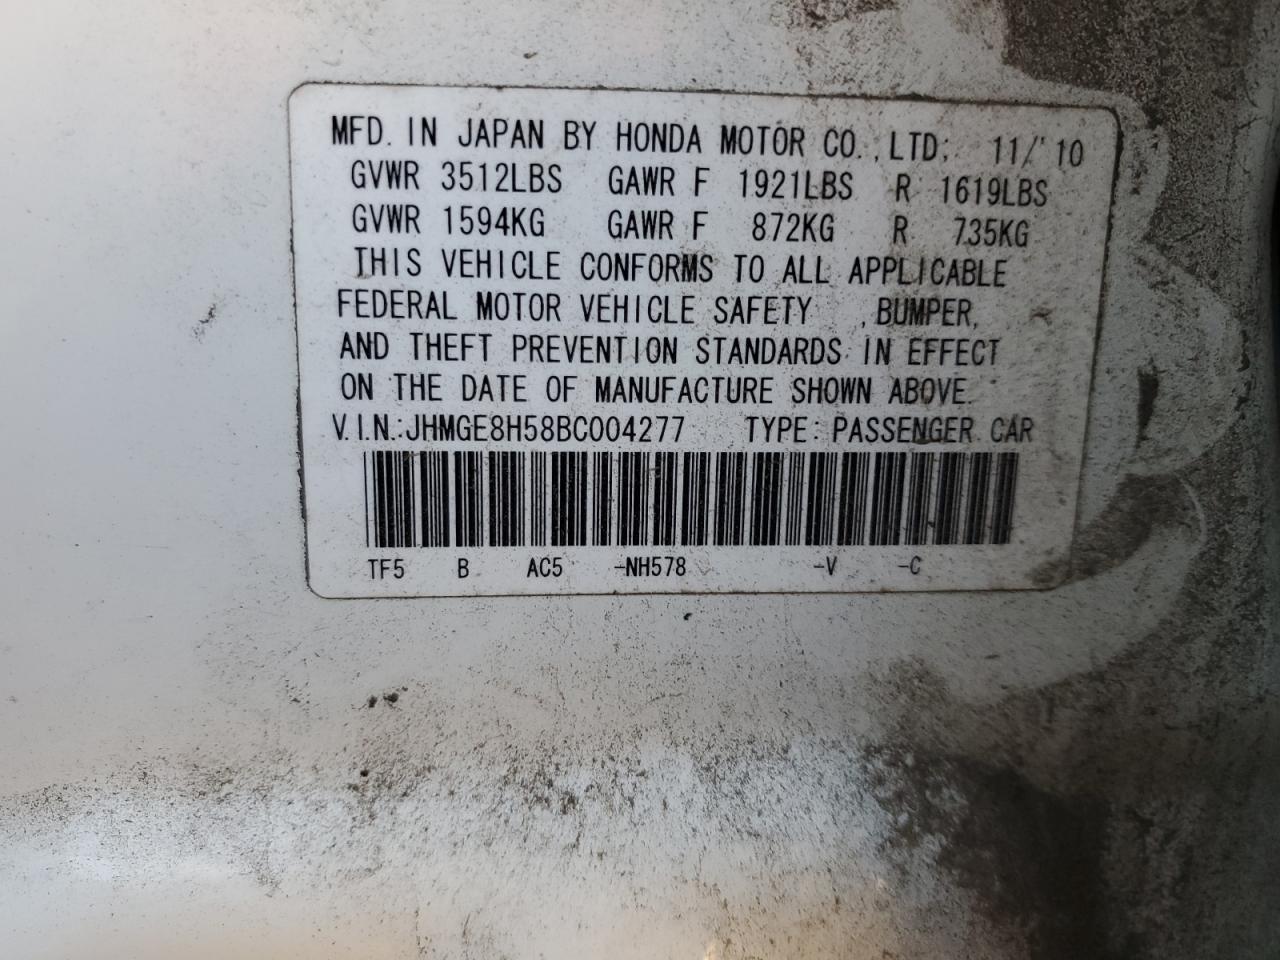 MFD. IN JAPAN BY HONDA MOTOR CO., LTD; 11/'10
GVWR 3512LBS GAWR F 1921LBS R 1619LBS
GVWR 1594KG GAWR F 872KG R 735KG
THIS VEHICLE CONFORMS TO ALL APPLICABLE
FEDERAL MOTOR VEHICLE SAFETY , BUMPER,
AND THEFT PREVENTION STANDARDS IN EFFECT
ON THE DATE OF MANUFACTURE SHOWN ABOVE.
V.I.N.:JHMGE8H58BC004277 TYPE: PASSENGER CAR
TF5 B AC5 -NH578 -V -C